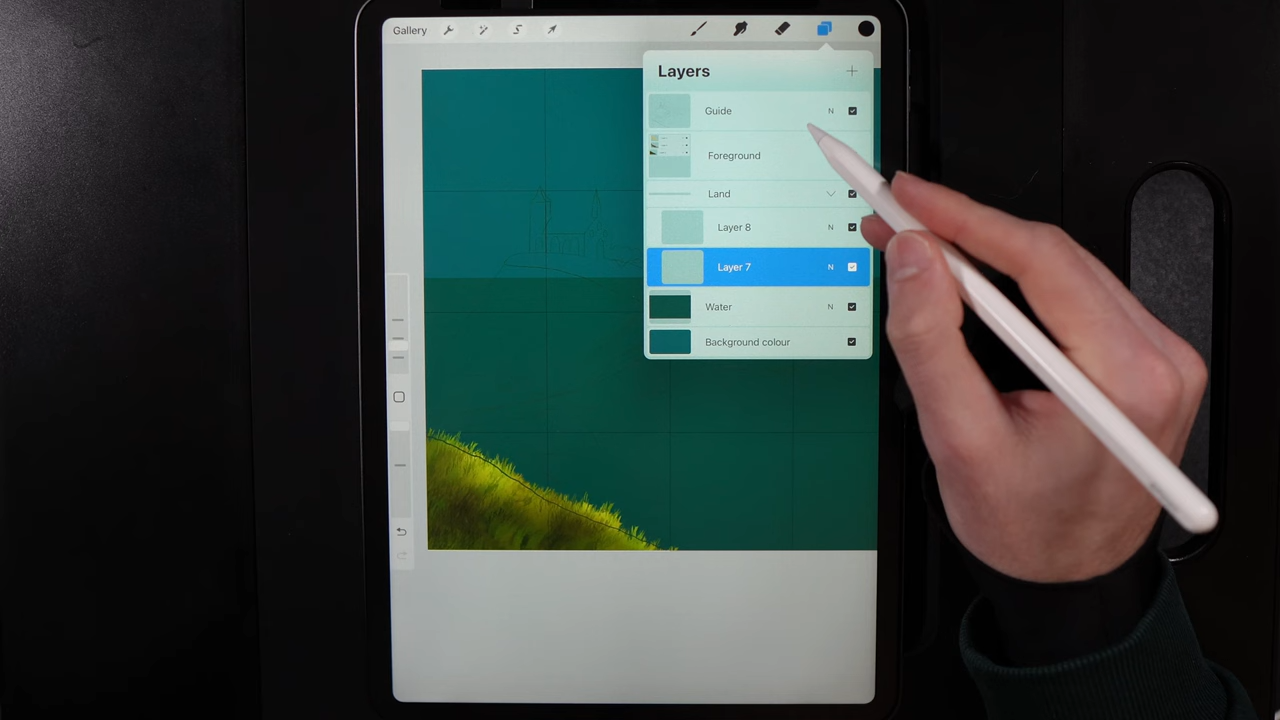 Gallery
Layers
Guide N
Foreground
Land
Layer 8 N
Layer 7 N
Water N
Background colour